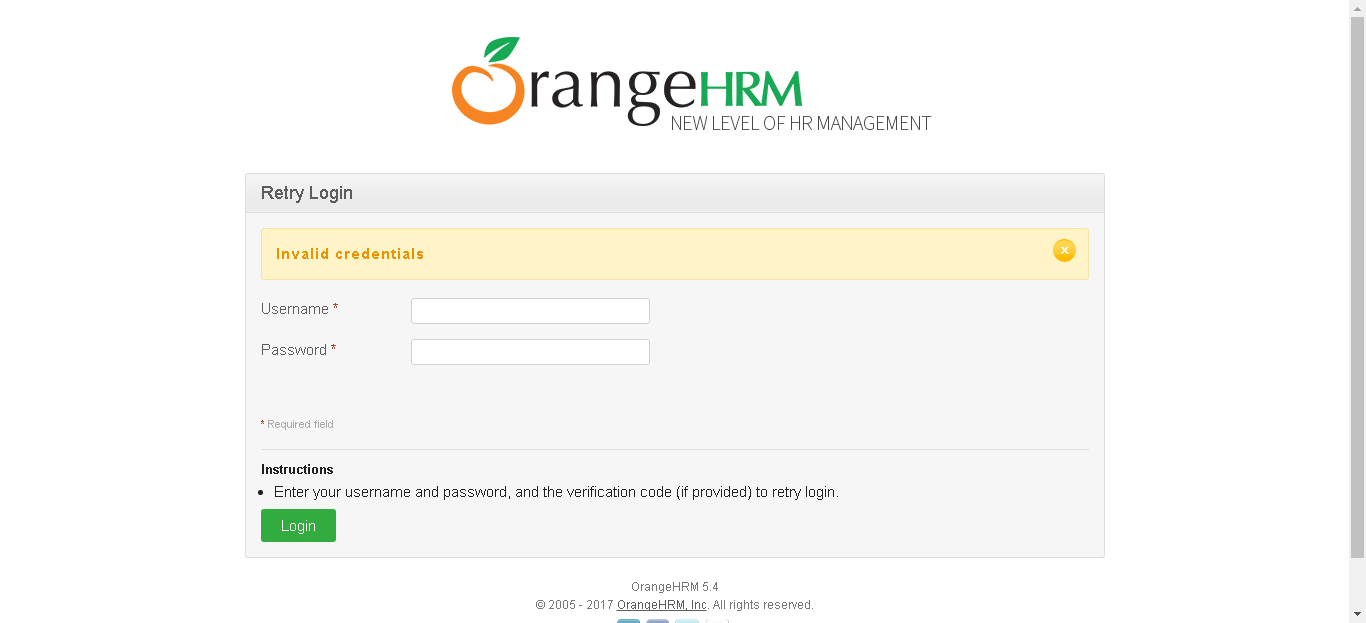 OrangeHRM
NEW LEVEL OF HR MANAGEMENT
Retry Login
Invalid credentials
Username *
Password *
* Required field
Instructions
• Enter your username and password, and the verification code (if provided) to retry login.
Login
OrangeHRM 5.4
© 2005 - 2017 OrangeHRM, Inc. All rights reserved.